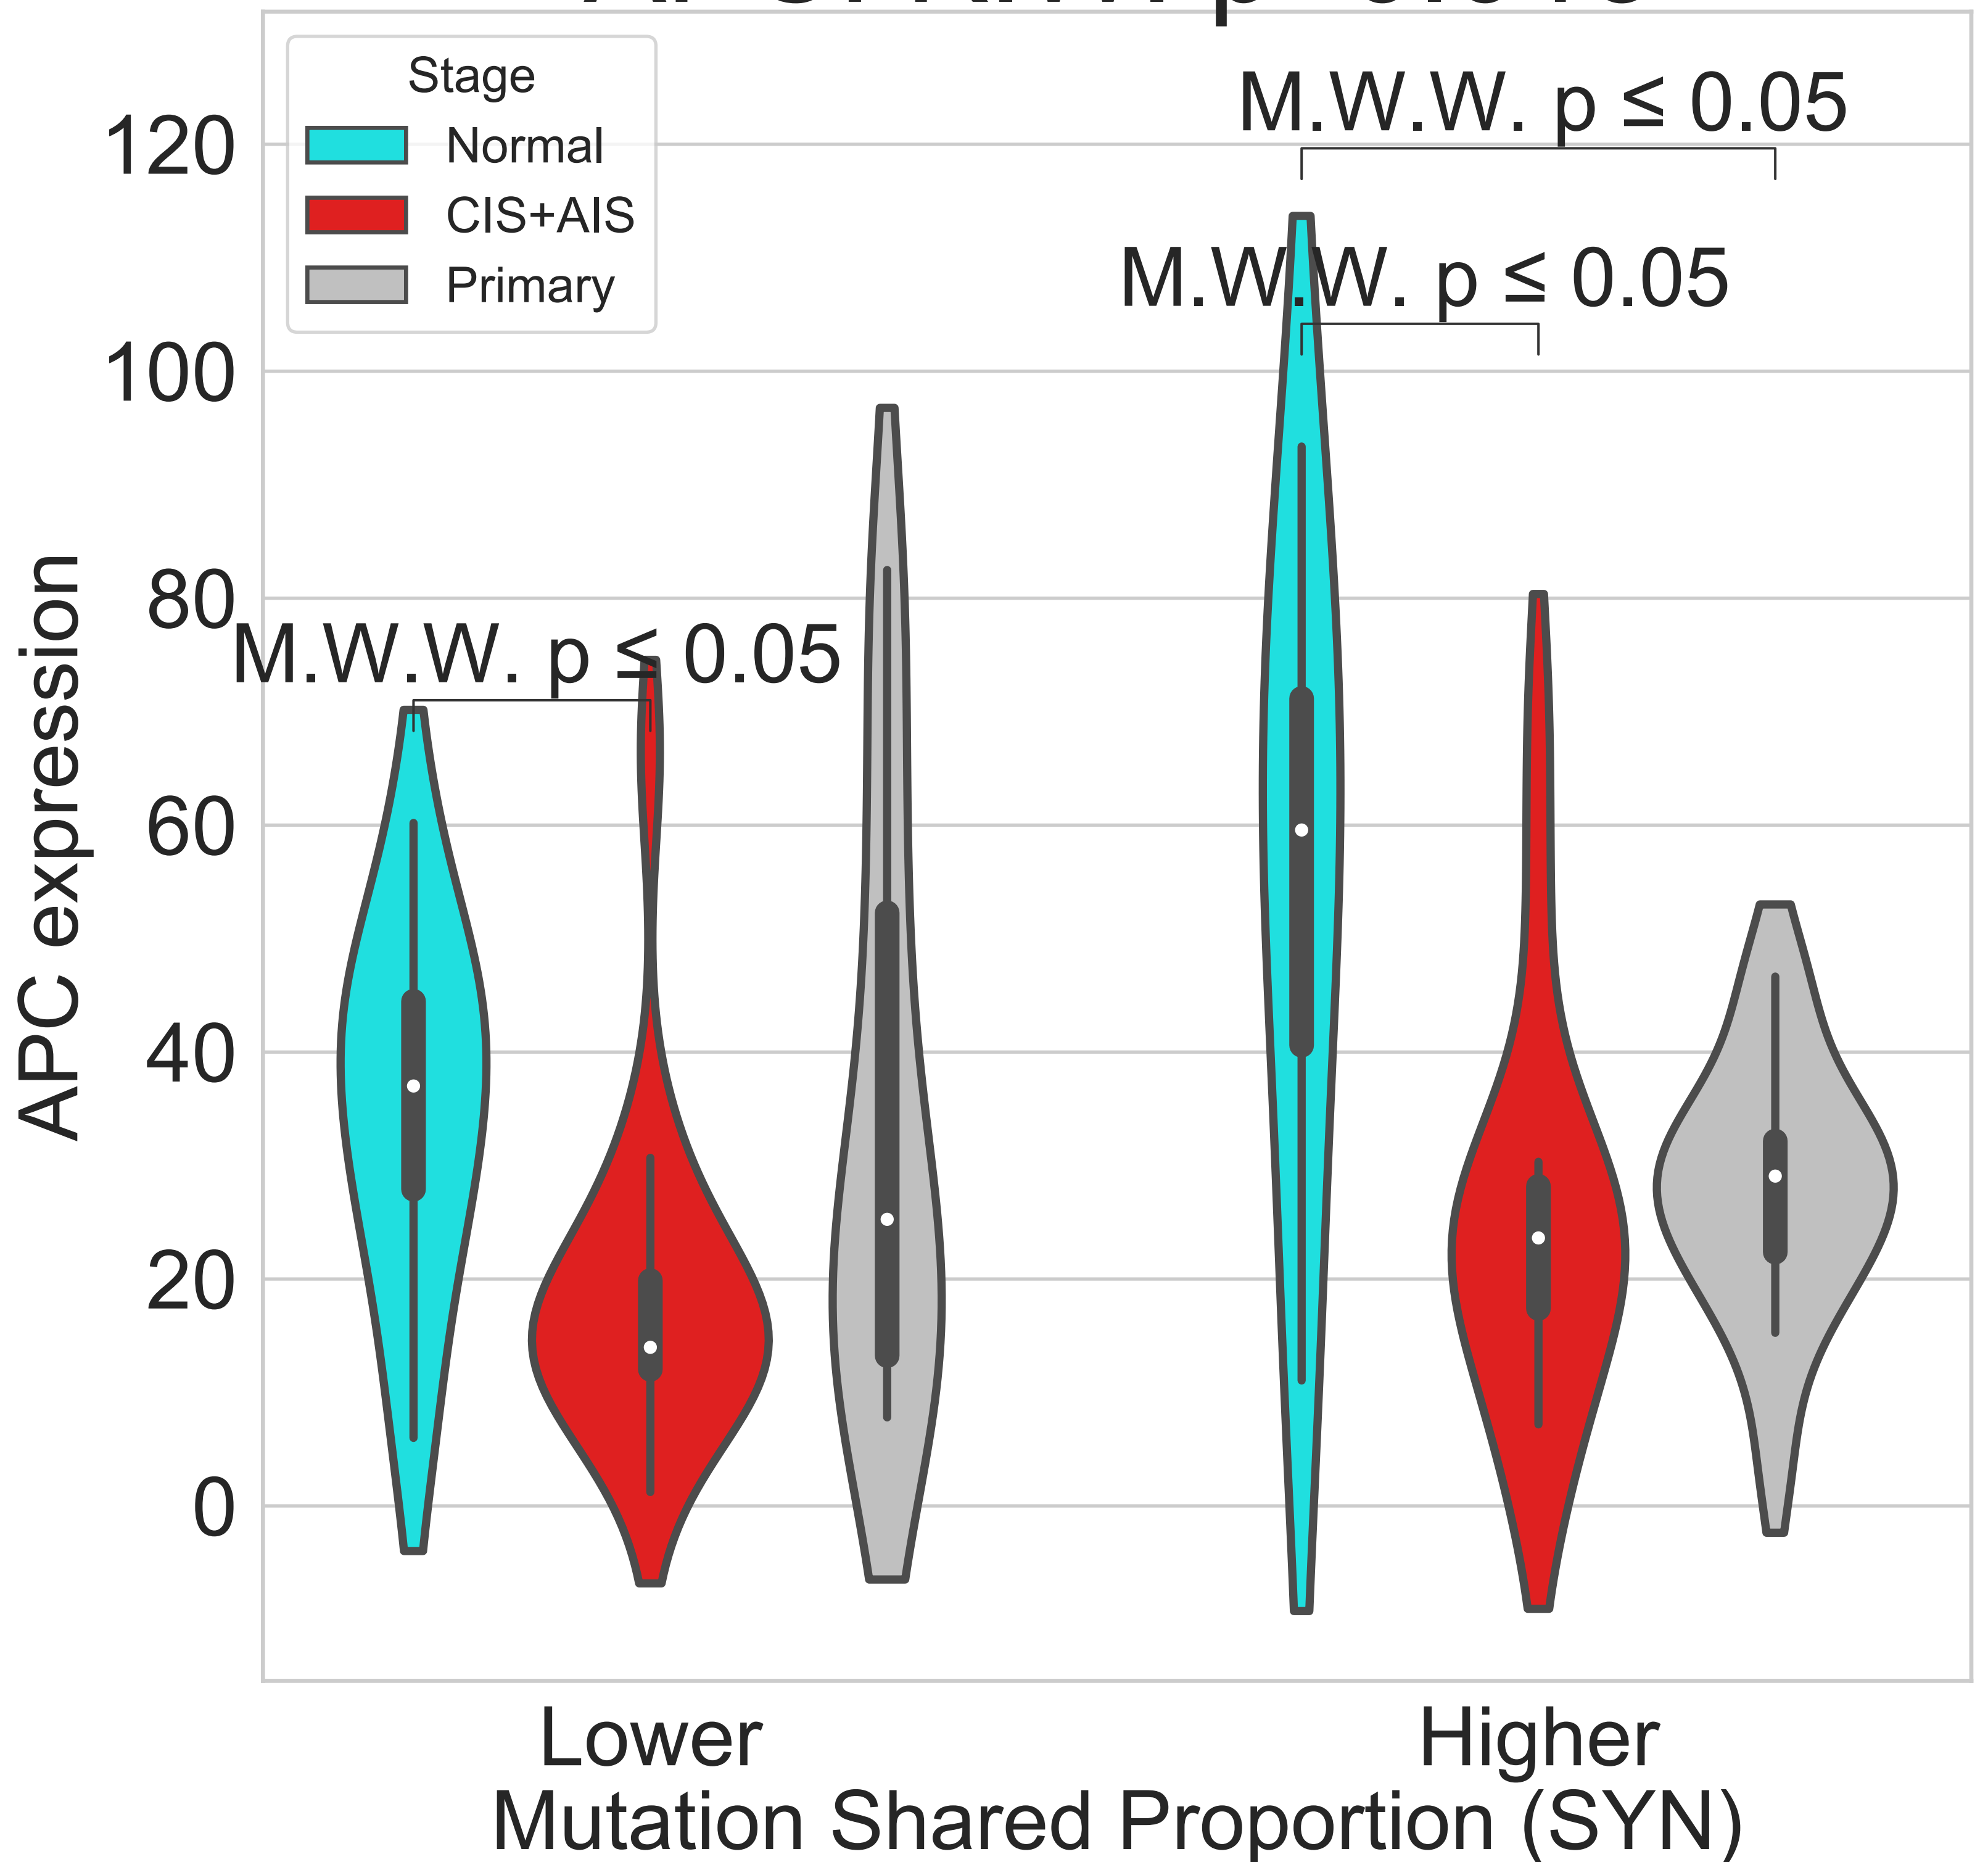 Stage
Normal
CIS+AIS
Primary
M.W.W. p ≤ 0.05
M.W.W. p ≤ 0.05
M.W.W. p ≤ 0.05
120
100
80
60
40
20
0
APC expression
Lower
Higher
Mutation Shared Proportion (SYN)